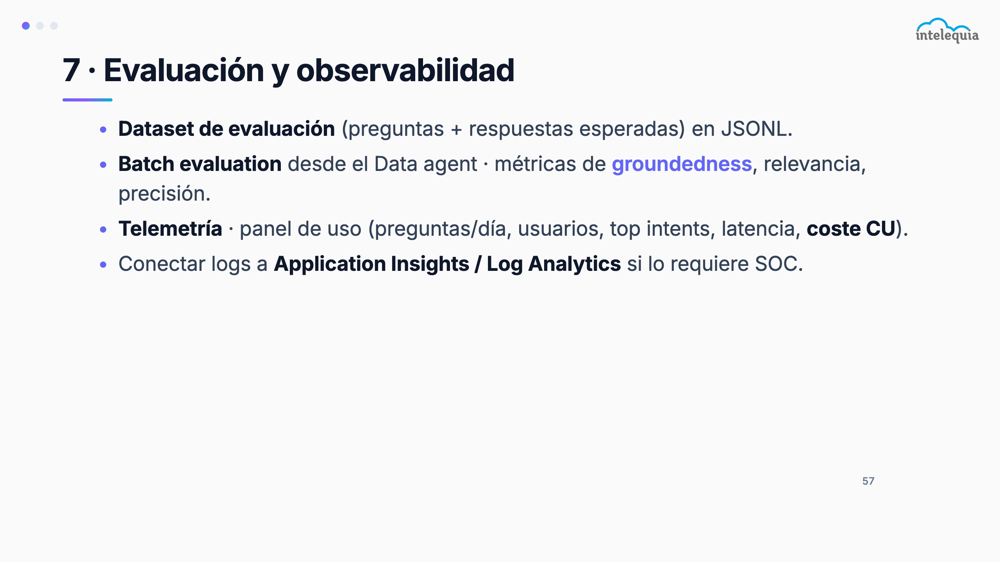 intelequia
7 · Evaluación y observabilidad
• Dataset de evaluación (preguntas + respuestas esperadas) en JSONL.
• Batch evaluation desde el Data agent · métricas de groundedness, relevancia,
precisión.
• Telemetría · panel de uso (preguntas/día, usuarios, top intents, latencia, coste CU).
• Conectar logs a Application Insights / Log Analytics si lo requiere SOC.
57